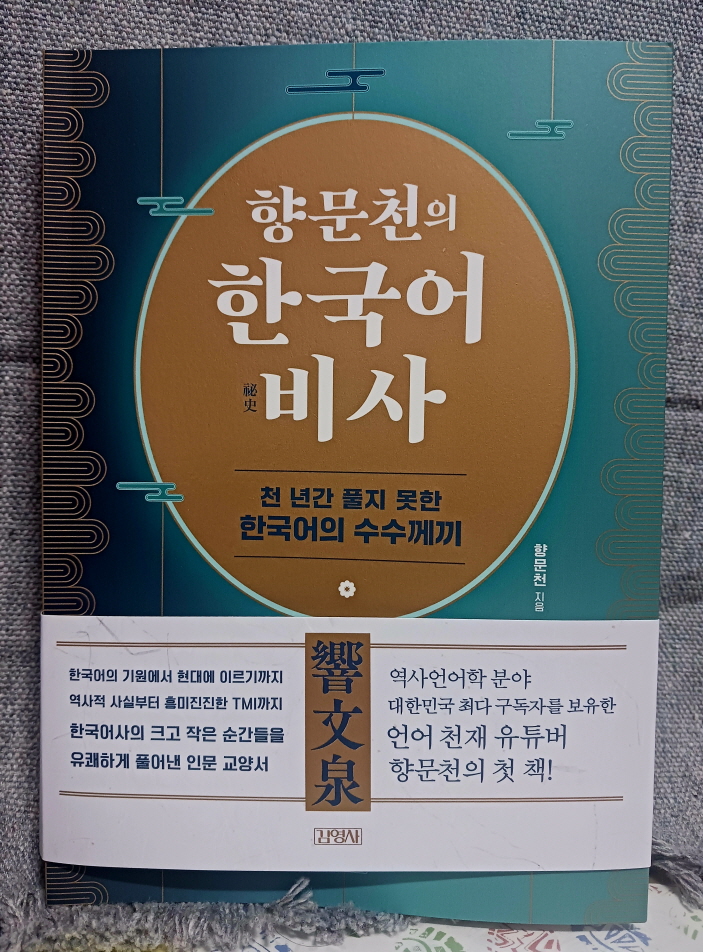 향문천의
한국어
祕史 비사
천 년간 풀지 못한
한국어의 수수께끼
향문천 지음
한국어의 기원에서 현대에 이르기까지
역사적 사실부터 흥미진진한 TMI까지
한국어사의 크고 작은 순간들을
유쾌하게 풀어낸 인문 교양서
響文泉
역사언어학 분야
대한민국 최다 구독자를 보유한
언어 천재 유튜버
향문천의 첫 책!
김영사